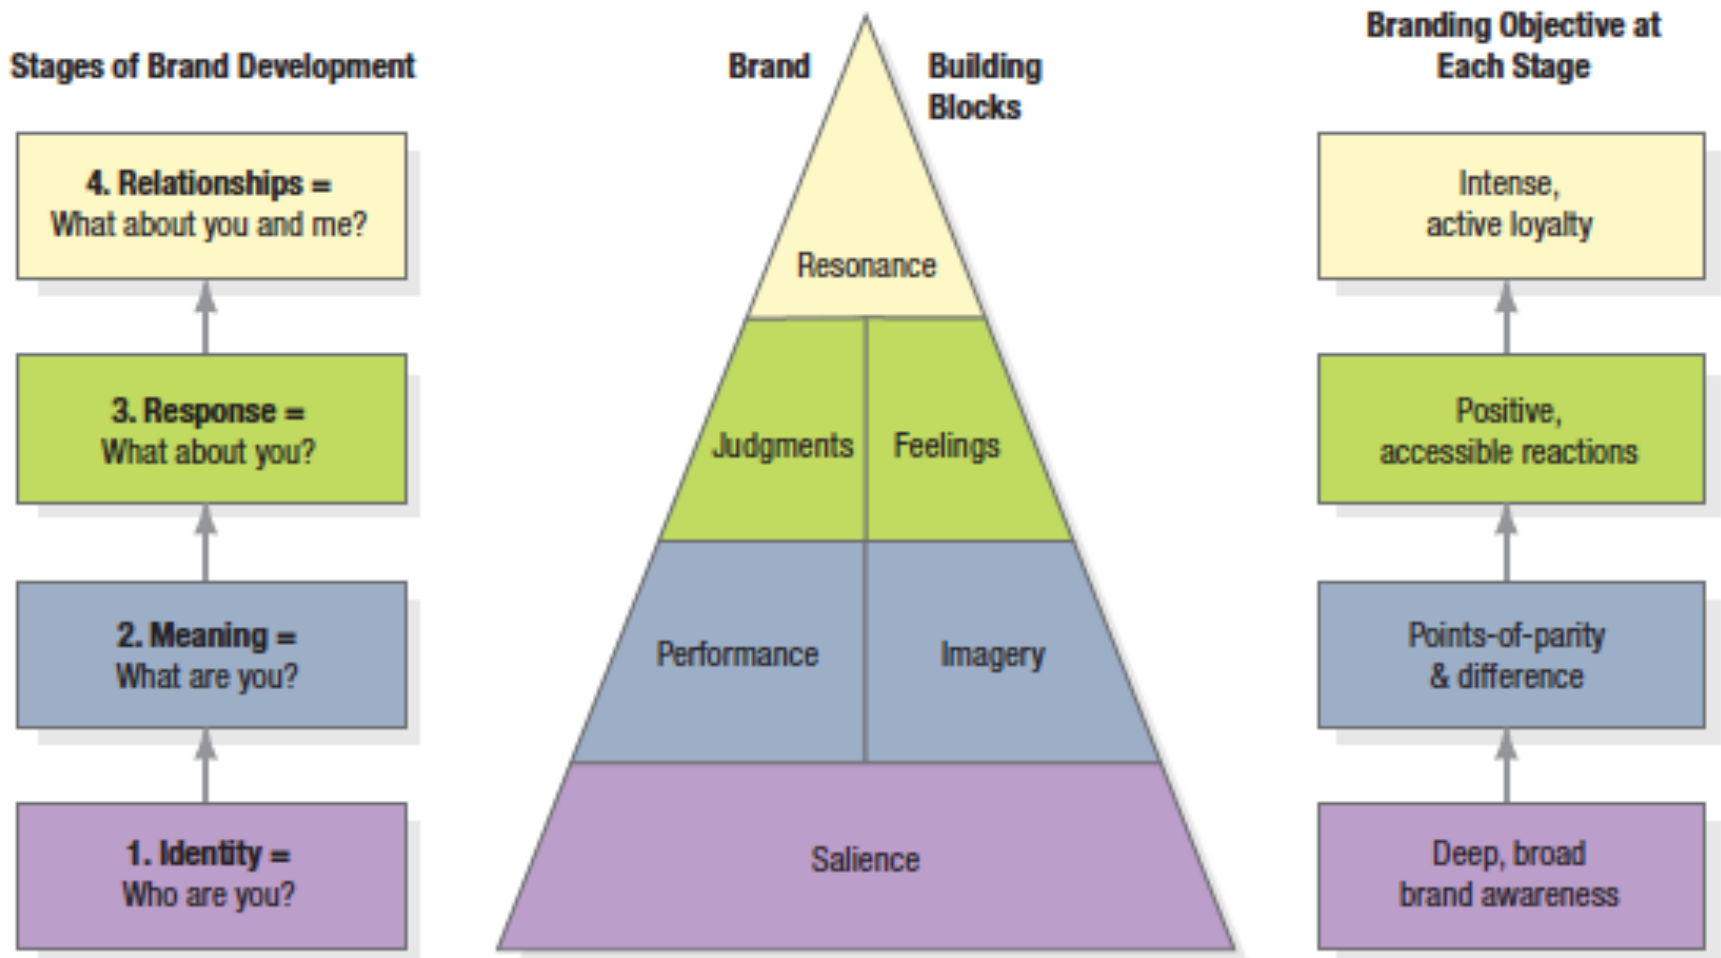 Stages of Brand Development
4. Relationships =
What about you and me?
3. Response =
What about you?
2. Meaning =
What are you?
1. Identity =
Who are you?
Brand
Building
Blocks
Resonance
Judgments
Feelings
Performance
Imagery
Salience
Branding Objective at
Each Stage
Intense,
active loyalty
Positive,
accessible reactions
Points-of-parity
& difference
Deep, broad
brand awareness